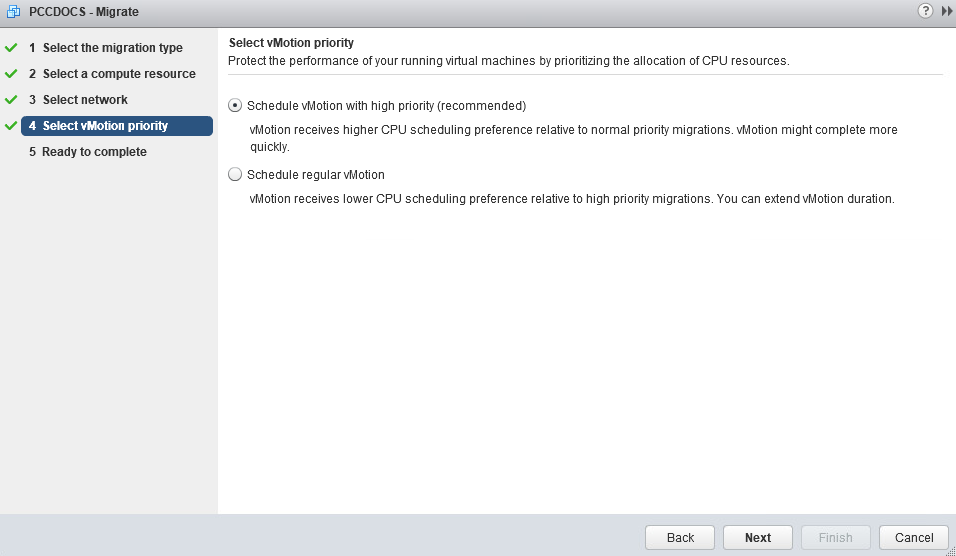 PCCDOCS - Migrate
?
1 Select the migration type
2 Select a compute resource
3 Select network
4 Select vMotion priority
5 Ready to complete
Select vMotion priority
Protect the performance of your running virtual machines by prioritizing the allocation of CPU resources.
Schedule vMotion with high priority (recommended)
vMotion receives higher CPU scheduling preference relative to normal priority migrations. vMotion might complete more
quickly.
Schedule regular vMotion
vMotion receives lower CPU scheduling preference relative to high priority migrations. You can extend vMotion duration.
Back
Next
Finish
Cancel